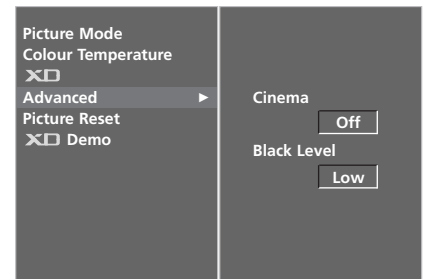 Picture Mode
Colour Temperature
XD
Advanced ►
Picture Reset
XD Demo
Cinema
Off
Black Level
Low